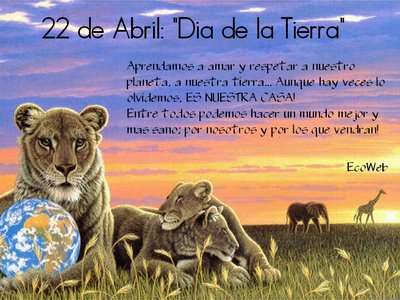 22 de Abril: "Dia de la Tierra"
Aprendamos a amar y respetar a nuestro
planeta, a nuestra tierra... Aunque hay veces lo
olvidemos, ES NUESTRA CASA!
Entre todos podemos hacer un mundo mejor y
mas sano; por nosotros y por los que vendran!
EcoWeb